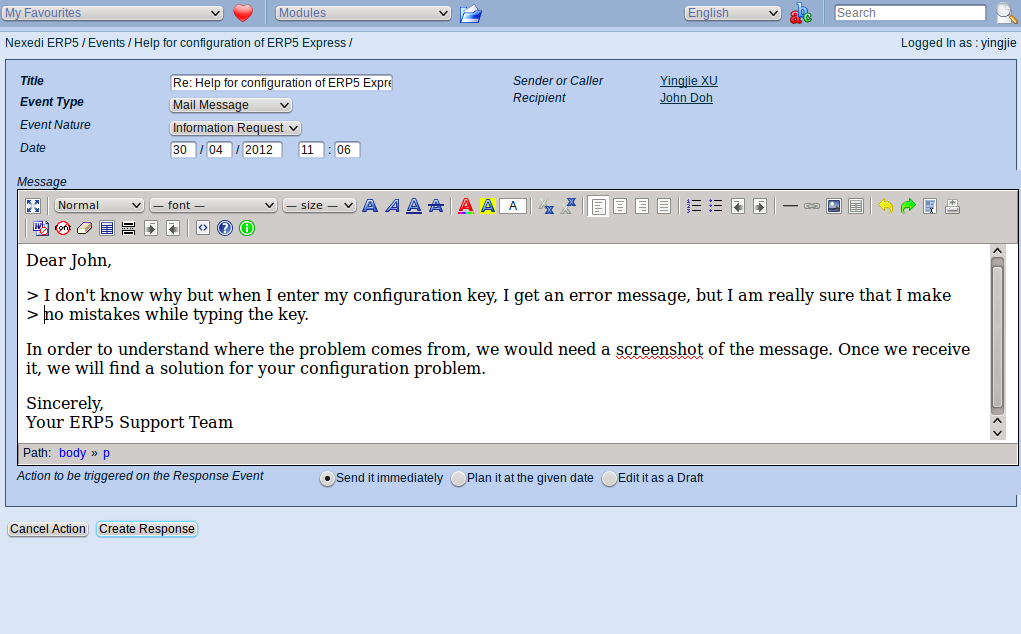 My Favourites Modules English Search
Nexedi ERP5 / Events / Help for configuration of ERP5 Express / Logged In as : yingjie
Title Re: Help for configuration of ERP5 Expre Sender or Caller Yingjie XU
Event Type Mail Message Recipient John Doh
Event Nature Information Request
Date 30 / 04 / 2012 11 : 06
Message
Normal — font — — size —
Dear John,
> I don't know why but when I enter my configuration key, I get an error message, but I am really sure that I make
> no mistakes while typing the key.
In order to understand where the problem comes from, we would need a screenshot of the message. Once we receive
it, we will find a solution for your configuration problem.
Sincerely,
Your ERP5 Support Team
Path: body » p
Action to be triggered on the Response Event Send it immediately Plan it at the given date Edit it as a Draft
Cancel Action Create Response